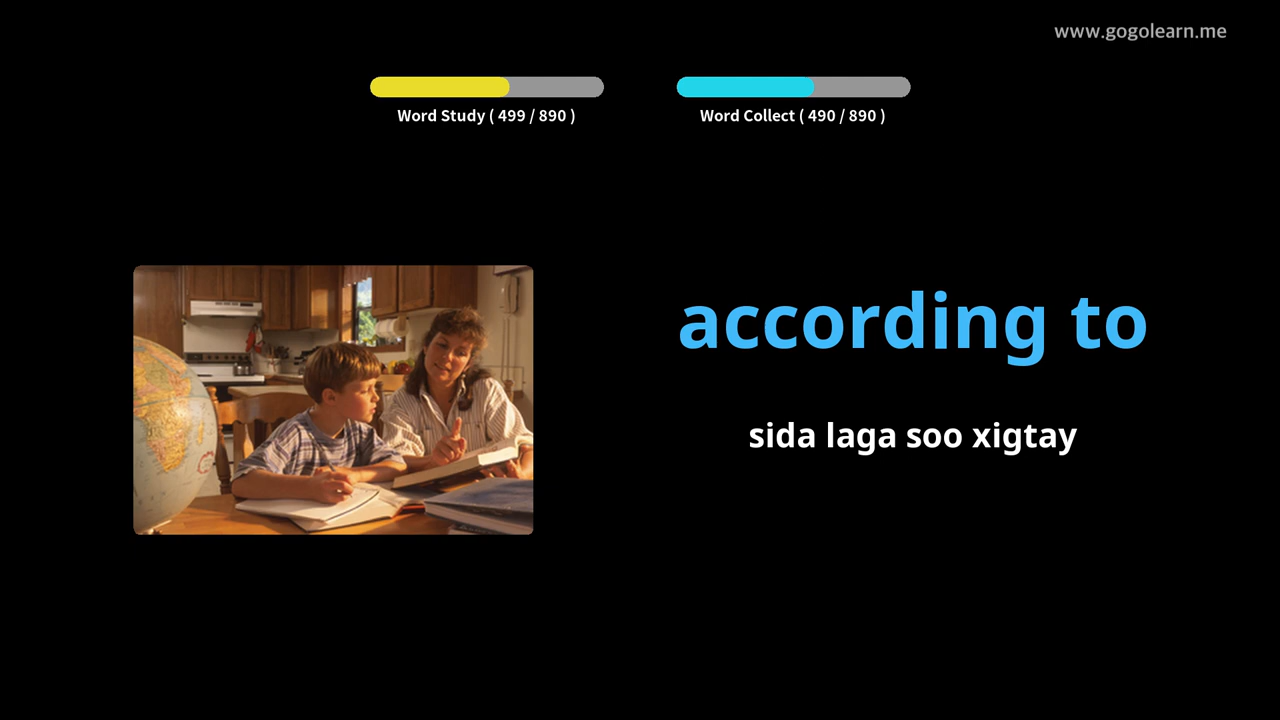 www.gogolearn.me
Word Study ( 499 / 890 )
Word Collect ( 490 / 890 )
according to
sida laga soo xigtay